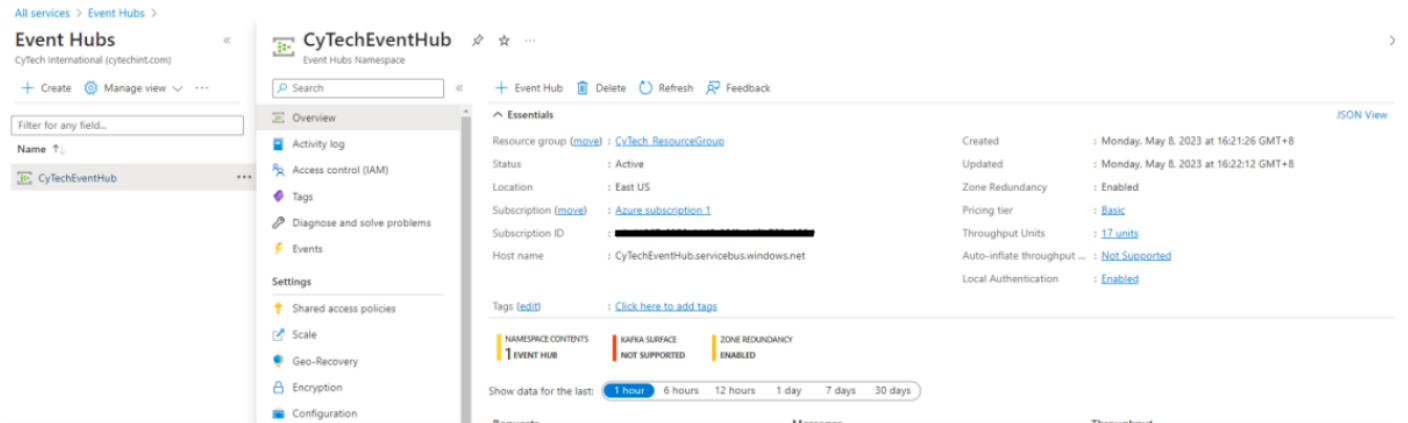 All services > Event Hubs >
Event Hubs
CyTech International (cytechint.com)
+ Create Manage view ...
Filter for any field...
Name ↑↓
CyTechEventHub ...
CyTechEventHub ...
Event Hubs Namespace
Search
Overview
Activity log
Access control (IAM)
Tags
Diagnose and solve problems
Events
Settings
Shared access policies
Scale
Geo-Recovery
Encryption
Configuration
+ Event Hub Delete Refresh Feedback
Essentials
JSON View
Resource group (move) : CyTech_ResourceGroup
Status : Active
Location : East US
Subscription (move) : Azure subscription 1
Subscription ID :
Host name : CyTechEventHub.servicebus.windows.net
Created : Monday, May 8, 2023 at 16:21:26 GMT+8
Updated : Monday, May 8, 2023 at 16:22:12 GMT+8
Zone Redundancy : Enabled
Pricing tier : Basic
Throughput Units : 17 units
Auto-inflate throughput ... : Not Supported
Local Authentication : Enabled
Tags (edit) : Click here to add tags
NAMESPACE CONTENTS
1 EVENT HUB
KAFKA SURFACE
NOT SUPPORTED
ZONE REDUNDANCY
ENABLED
Show data for the last: 1 hour 6 hours 12 hours 1 day 7 days 30 days
Requests Messages Throughput